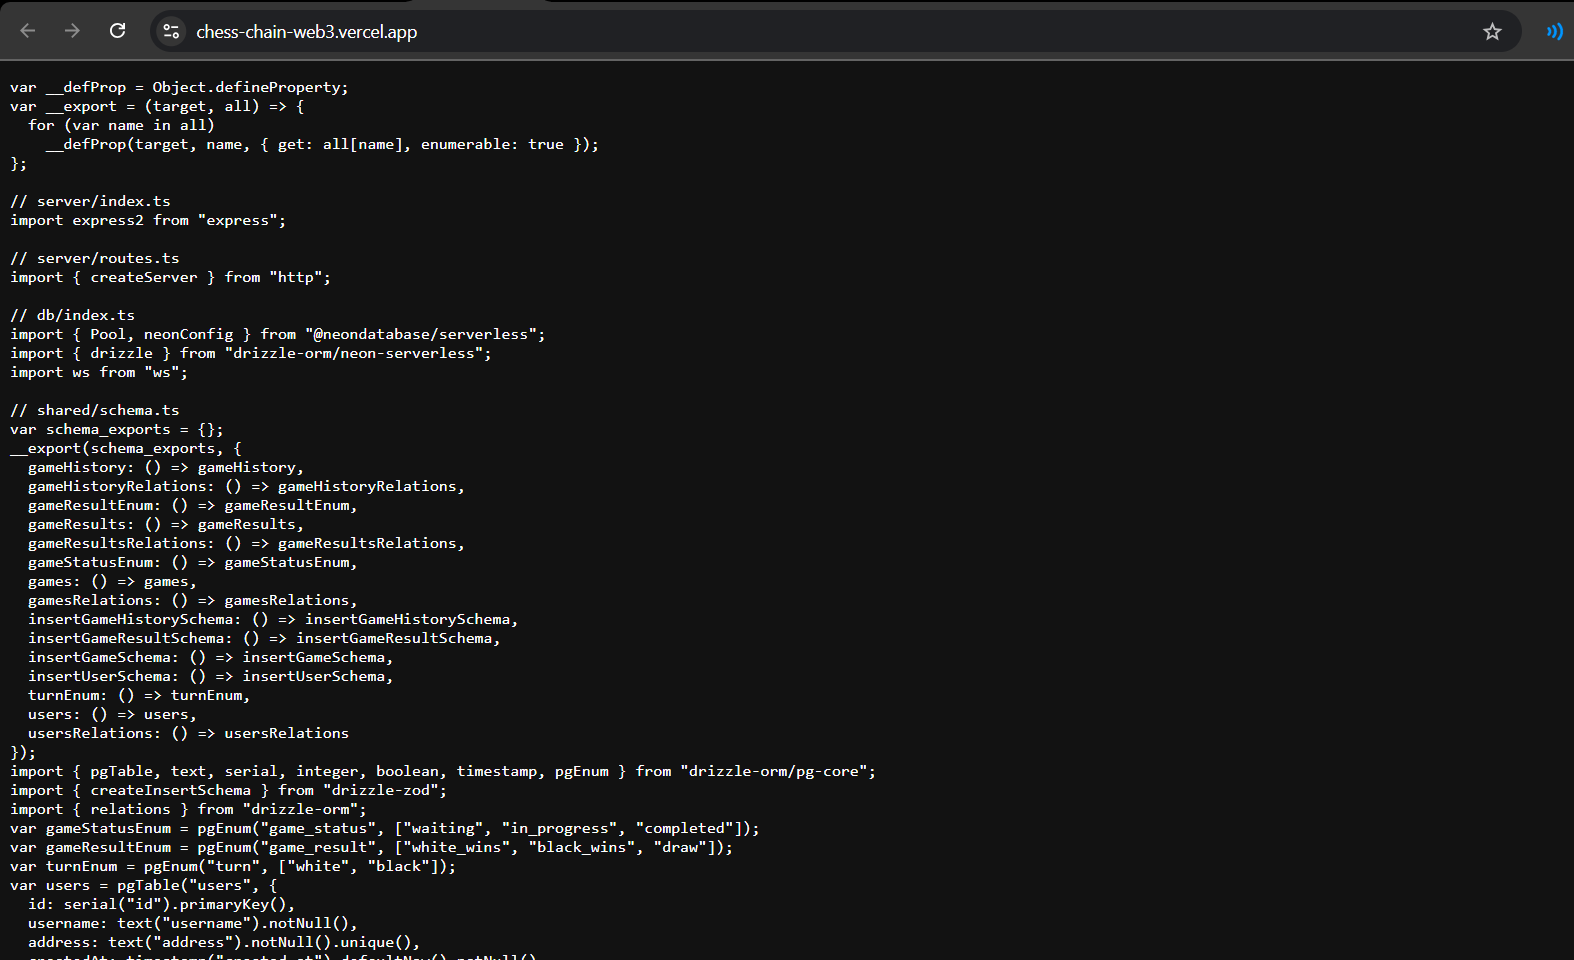 chess-chain-web3.vercel.app
var __defProp = Object.defineProperty;
var __export = (target, all) => {
  for (var name in all)
    __defProp(target, name, { get: all[name], enumerable: true });
};

// server/index.ts
import express2 from "express";

// server/routes.ts
import { createServer } from "http";

// db/index.ts
import { Pool, neonConfig } from "@neondatabase/serverless";
import { drizzle } from "drizzle-orm/neon-serverless";
import ws from "ws";

// shared/schema.ts
var schema_exports = {};
__export(schema_exports, {
  gameHistory: () => gameHistory,
  gameHistoryRelations: () => gameHistoryRelations,
  gameResultEnum: () => gameResultEnum,
  gameResults: () => gameResults,
  gameResultsRelations: () => gameResultsRelations,
  gameStatusEnum: () => gameStatusEnum,
  games: () => games,
  gamesRelations: () => gamesRelations,
  insertGameHistorySchema: () => insertGameHistorySchema,
  insertGameResultSchema: () => insertGameResultSchema,
  insertGameSchema: () => insertGameSchema,
  insertUserSchema: () => insertUserSchema,
  turnEnum: () => turnEnum,
  users: () => users,
  usersRelations: () => usersRelations
});
import { pgTable, text, serial, integer, boolean, timestamp, pgEnum } from "drizzle-orm/pg-core";
import { createInsertSchema } from "drizzle-zod";
import { relations } from "drizzle-orm";
var gameStatusEnum = pgEnum("game_status", ["waiting", "in_progress", "completed"]);
var gameResultEnum = pgEnum("game_result", ["white_wins", "black_wins", "draw"]);
var turnEnum = pgEnum("turn", ["white", "black"]);
var users = pgTable("users", {
  id: serial("id").primaryKey(),
  username: text("username").notNull(),
  address: text("address").notNull().unique(),
  createdAt: timestamp("created_at").defaultNow().notNull()